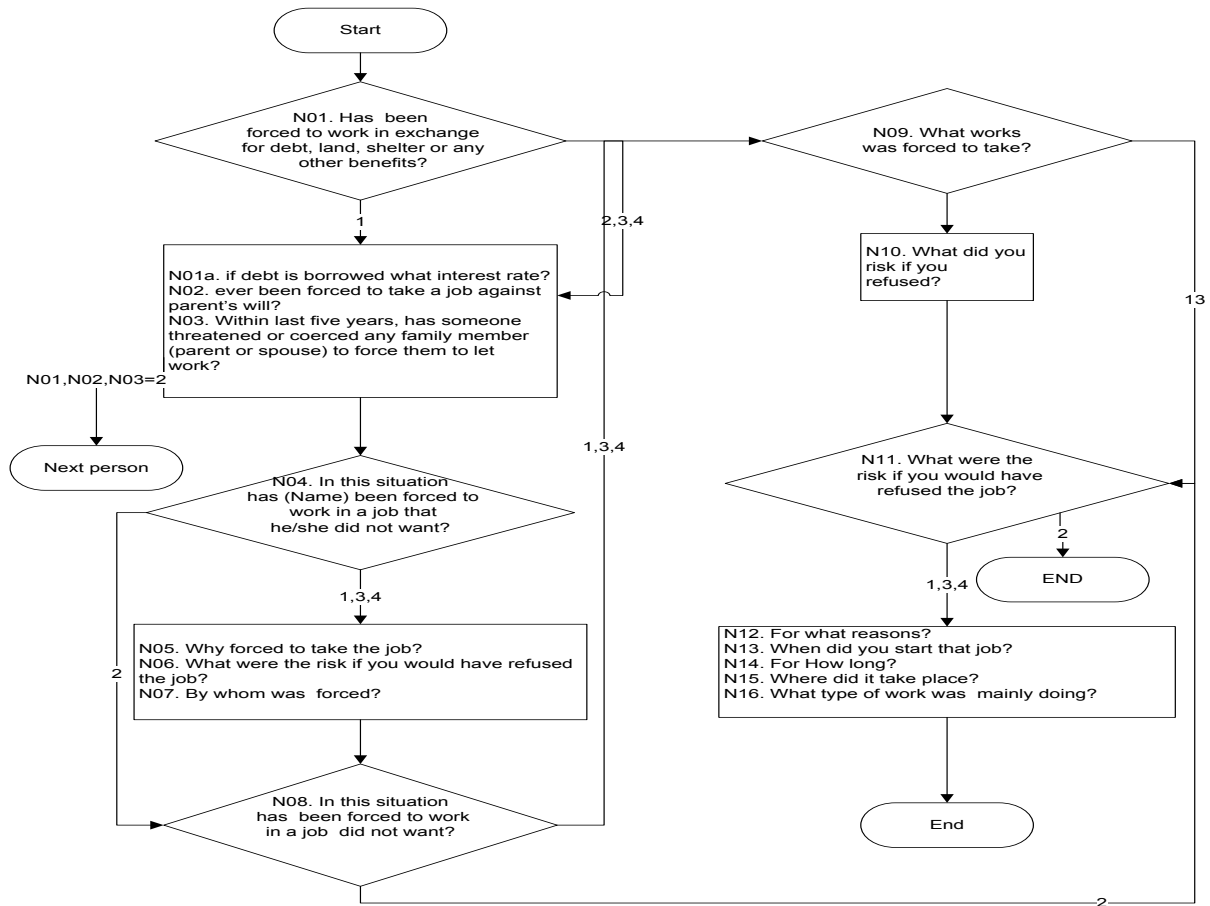 Start
N01. Has been
forced to work in exchange
for debt, land, shelter or any
other benefits?
1
2,3,4
N01a. if debt is borrowed what interest rate?
N02. ever been forced to take a job against
parent's will?
N03. Within last five years, has someone
threatened or coerced any family member
(parent or spouse) to force them to let
work?
N01,N02,N03=2
Next person
N04. In this situation
has (Name) been forced to
work in a job that
he/she did not want?
1,3,4
2
N05. Why forced to take the job?
N06. What were the risk if you would have refused
the job?
N07. By whom was forced?
N08. In this situation
has been forced to work
in a job did not want?
1,3,4
2
N09. What works
was forced to take?
13
N10. What did you
risk if you
refused?
N11. What were the
risk if you would have
refused the job?
2
END
1,3,4
N12. For what reasons?
N13. When did you start that job?
N14. For How long?
N15. Where did it take place?
N16. What type of work was mainly doing?
End